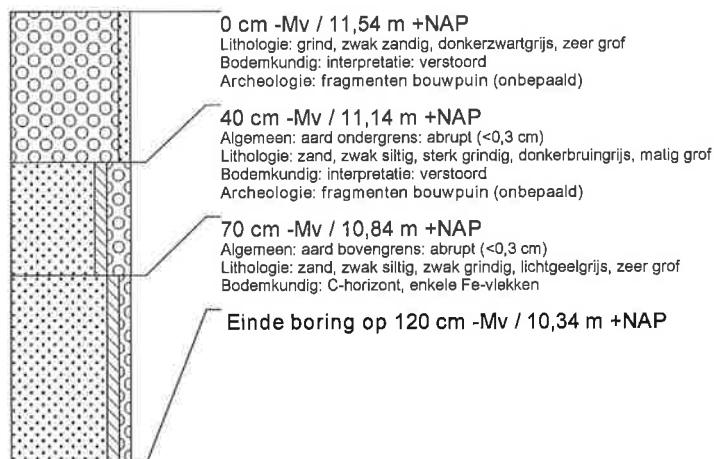 0 cm -Mv / 11,54 m +NAP
Lithologie: grind, zwak zandig, donkerzwartgrijs, zeer grof
Bodemkundig: interpretatie: verstoord
Archeologie: fragmenten bouwpuin (onbepaald)
40 cm -Mv / 11,14 m +NAP
Algemeen: aard ondergrens: abrupt (<0,3 cm)
Lithologie: zand, zwak siltig, sterk grindig, donkerbruingrijs, matig grof
Bodemkundig: interpretatie: verstoord
Archeologie: fragmenten bouwpuin (onbepaald)
70 cm -Mv / 10,84 m +NAP
Algemeen: aard bovengrens: abrupt (<0,3 cm)
Lithologie: zand, zwak siltig, zwak grindig, lichtgeelgrijs, zeer grof
Bodemkundig: C-horizont, enkele Fe-vlekken
Einde boring op 120 cm -Mv / 10,34 m +NAP